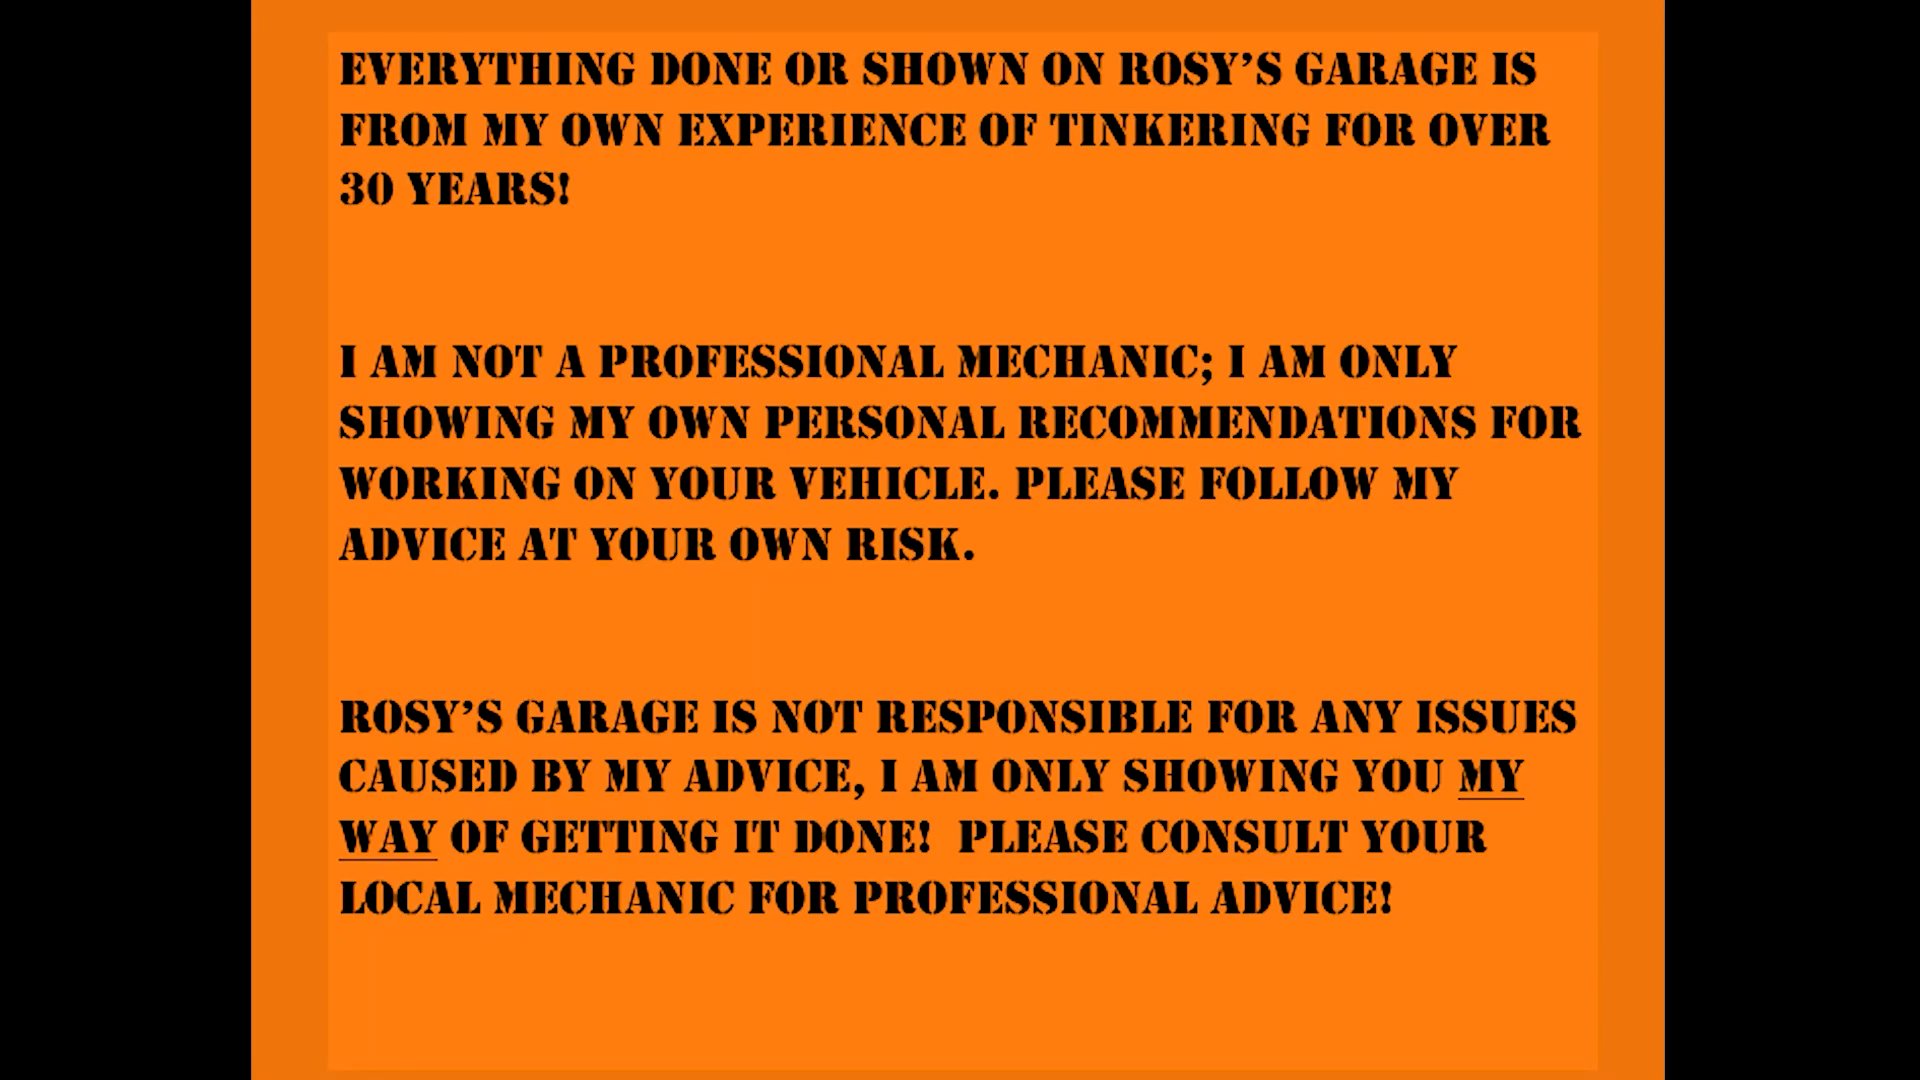 EVERYTHING DONE OR SHOWN ON ROSY’S GARAGE IS
FROM MY OWN EXPERIENCE OF TINKERING FOR OVER
30 YEARS!
I AM NOT A PROFESSIONAL MECHANIC; I AM ONLY
SHOWING MY OWN PERSONAL RECOMMENDATIONS FOR
WORKING ON YOUR VEHICLE. PLEASE FOLLOW MY
ADVICE AT YOUR OWN RISK.
ROSY’S GARAGE IS NOT RESPONSIBLE FOR ANY ISSUES
CAUSED BY MY ADVICE, I AM ONLY SHOWING YOU MY
WAY OF GETTING IT DONE!  PLEASE CONSULT YOUR
LOCAL MECHANIC FOR PROFESSIONAL ADVICE!